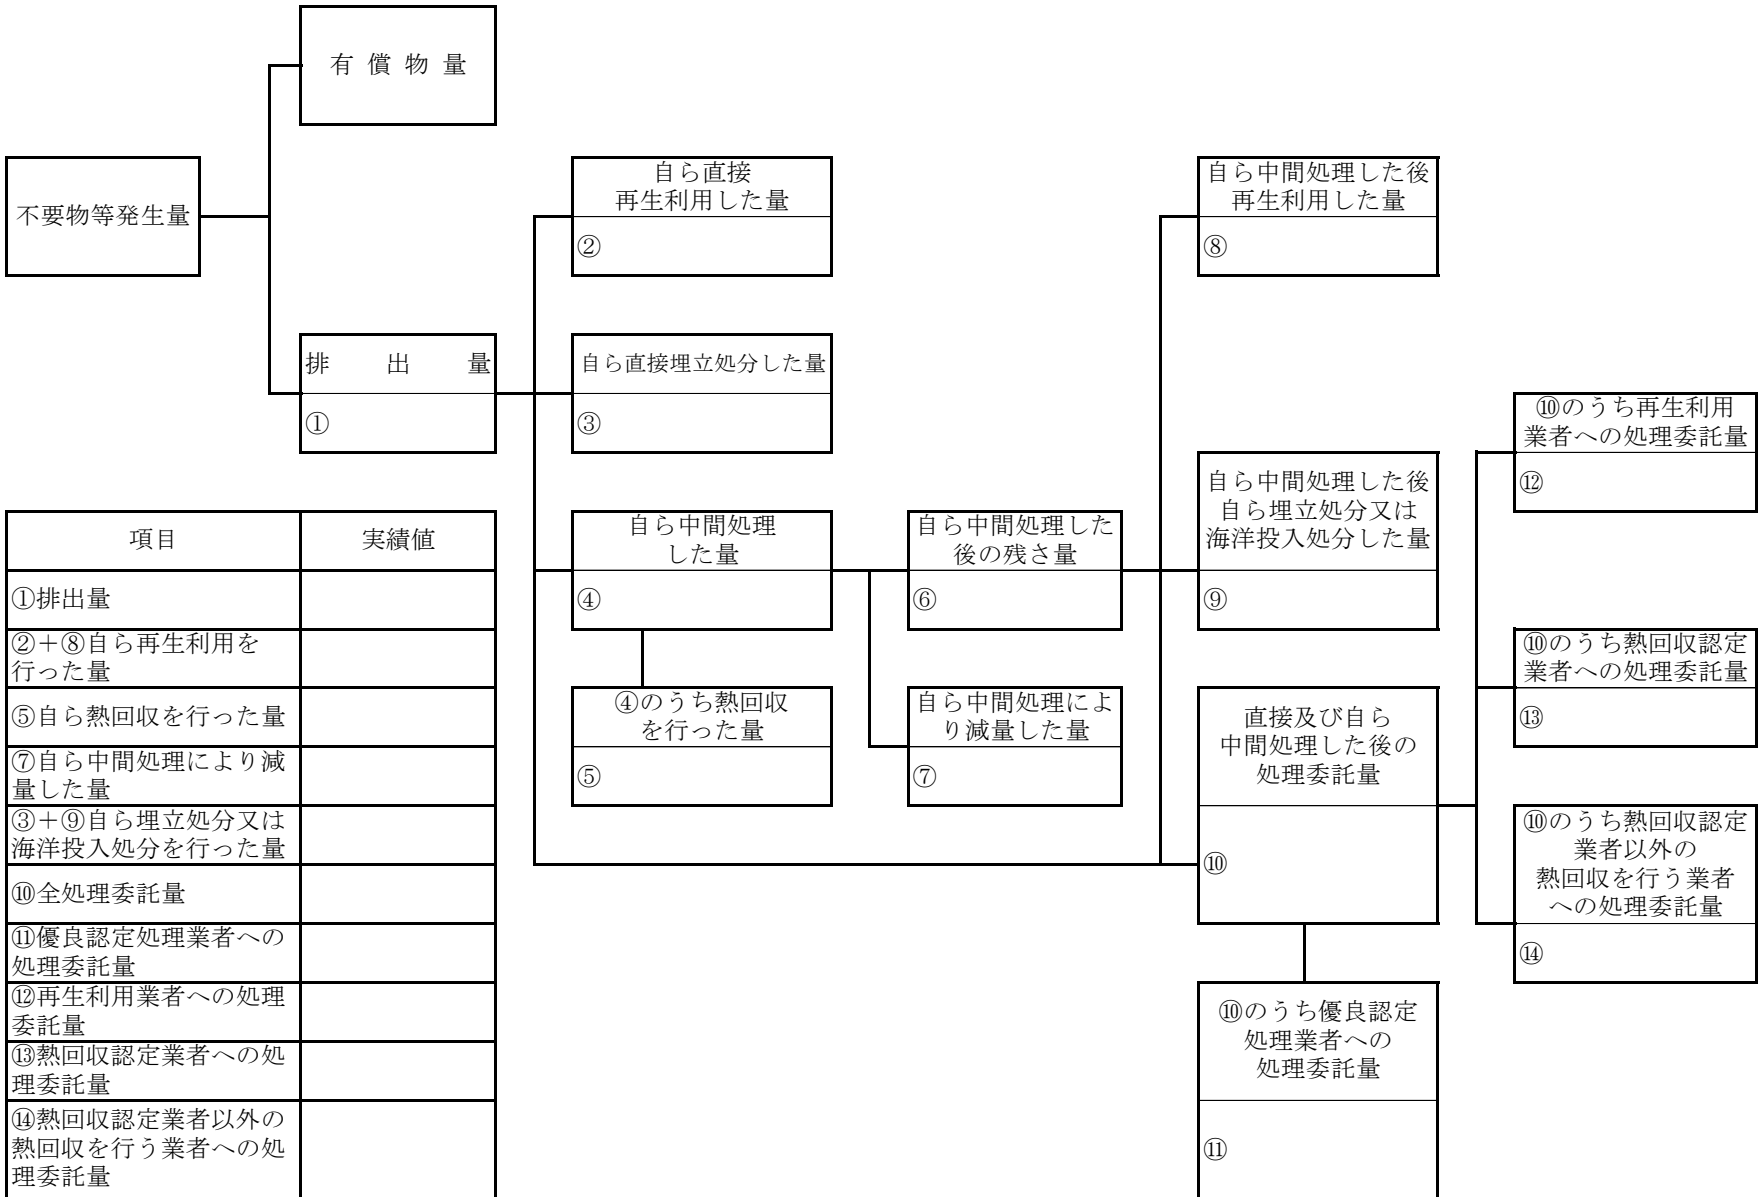 有償物量
不要物等発生量
自ら直接
再生利用した量
②
自ら中間処理した後
再生利用した量
⑧
排出量
①
自ら直接埋立処分した量
③
⑩のうち再生利用
業者への処理委託量
⑫
自ら中間処理
した量
④
自ら中間処理した
後の残さ量
⑥
自ら中間処理した後
自ら埋立処分又は
海洋投入処分した量
⑨
⑩のうち熱回収認定
業者への処理委託量
⑬
④のうち熱回収
を行った量
⑤
自ら中間処理によ
り減量した量
⑦
直接及び自ら
中間処理した後の
処理委託量
⑩
⑩のうち熱回収認定
業者以外の
熱回収を行う業者
への処理委託量
⑭
⑩のうち優良認定
処理業者への
処理委託量
⑪
項目
実績値
①排出量
②＋⑧自ら再生利用を
行った量
⑤自ら熱回収を行った量
⑦自ら中間処理により減
量した量
③＋⑨自ら埋立処分又は
海洋投入処分を行った量
⑩全処理委託量
⑪優良認定処理業者への
処理委託量
⑫再生利用業者への処理
委託量
⑬熱回収認定業者への処
理委託量
⑭熱回収認定業者以外の
熱回収を行う業者への処
理委託量